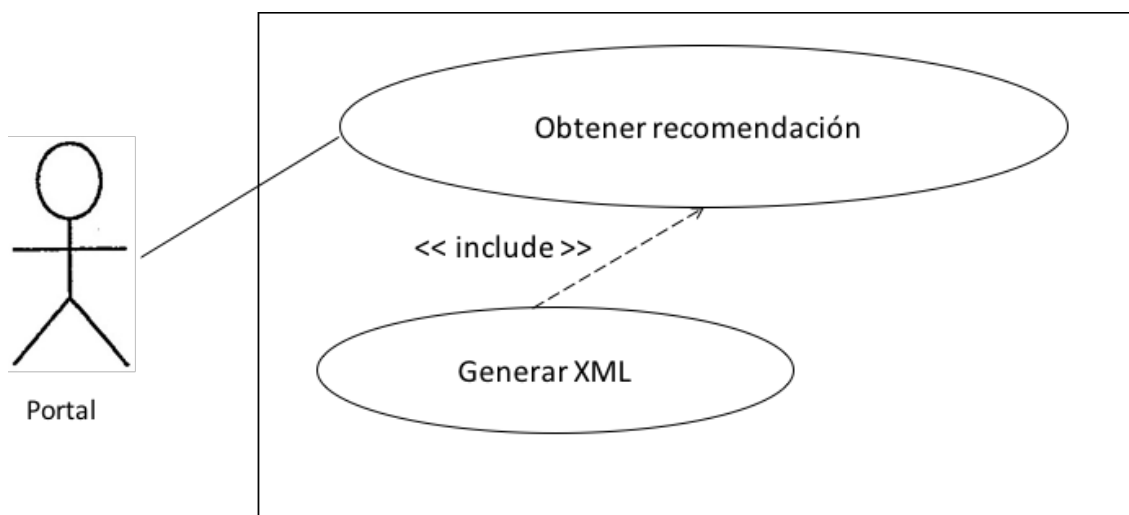 Obtener recomendación
<< include >>
Generar XML
Portal